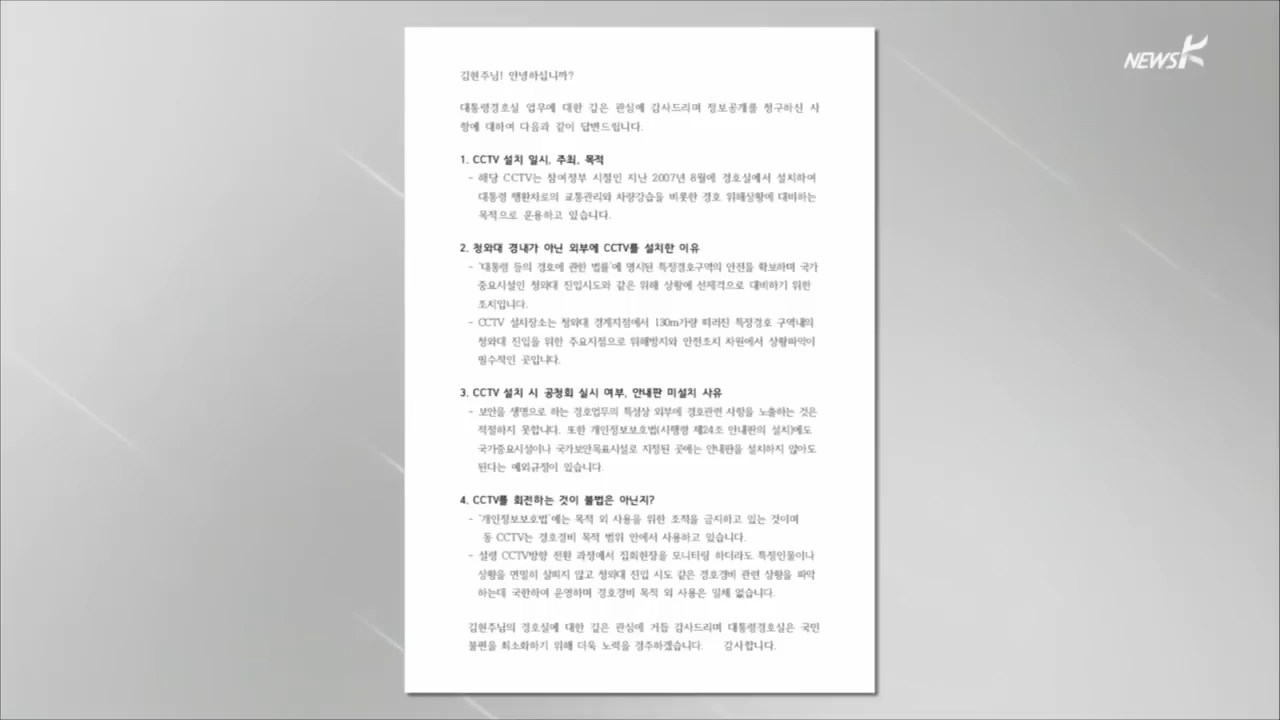 NEWSK
김현주님! 안녕하십니까?
대통령경호실 업무에 대한 깊은 관심에 감사드리며 정보공개를 청구하신 사
항에 대하여 다음과 같이 답변드립니다.
1. CCTV 설치 일시, 주최, 목적
- 해당 CCTV는 참여정부 시절인 지난 2007년 8월에 경호실에서 설치하여
대통령 행환차로의 교통관리와 차량강습을 비롯한 경호 위해상황에 대비하는
목적으로 운용하고 있습니다.
2. 청와대 경내가 아닌 외부에 CCTV를 설치한 이유
- '대통령 등의 경호에 관한 법률'에 명시된 특정경호구역의 안전을 확보하며 국가
중요시설인 청와대 진입시도와 같은 위해 상황에 선제격으로 대비하기 위한
조치입니다.
- CCTV 설치장소는 청와대 경계지점에서 130m가량 떨어진 특정경호 구역내의
청와대 진입을 위한 주요지점으로 위해방지와 안전조치 차원에서 상황파악이
필수적인 곳입니다.
3. CCTV 설치 시 공청회 실시 여부, 안내판 미설치 사유
- 보안을 생명으로 하는 경호업무의 특성상 외부에 경호관련 사항을 노출하는 것은
적정하지 못합니다. 또한 개인정보보호법(시행령 제24조 안내판의 설치)에도
국가중요시설이나 국가보안목표시설로 지정된 곳에는 안내판을 설치하지 않아도
된다는 예외규정이 있습니다.
4. CCTV를 회전하는 것이 불법은 아닌지?
- '개인정보보호법'에는 목적 외 사용을 위한 조작을 금지하고 있는 것이며
동 CCTV는 경호경비 목적 범위 안에서 사용하고 있습니다.
- 설령 CCTV방향 전환 과정에서 집회현장을 모니터링 하더라도 특정인물이나
상황을 면밀히 살피지 않고 청와대 진입 시도 같은 경호경비 관련 상황을 파악
하는데 국한하여 운영하며 경호경비 목적 외 사용은 일체 없습니다.
김현주님의 경호실에 대한 깊은 관심에 거듭 감사드리며 대통령경호실은 국민
불편을 최소화하기 위해 더욱 노력을 경주하겠습니다. 감사합니다.